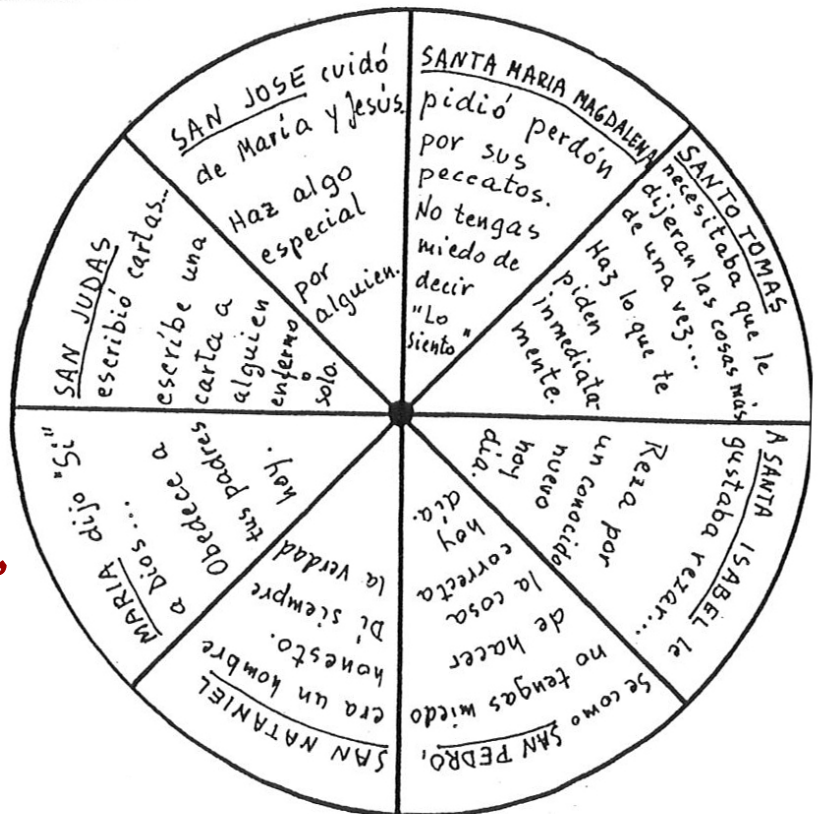 SAN JOSE cuidó
de María y Jesús.
Haz algo
especial
por
alguien.
SANTA MARIA MAGDALENA
pidió perdón
por sus
peccatos.
No tengas
miedo de
decir
"Lo
siento"
SANTO TOMAS
necesitaba que le
dijeran las cosas más
de una vez...
Haz lo que te
piden
inmediata-
mente.
A SANTA ISABEL le
gustaba rezar...
Reza por
un conocido
nuevo
hoy
día.
Se como SAN PEDRO,
no tengas miedo
de hacer
la cosa
correcta
hoy
día.
SAN NATANIEL
era un hombre
honesto.
Di siempre
la verdad
MARIA dijo "Si"
a Dios...
Obedece a
tus padres
hoy.
SAN JUDAS
escribió cartas...
escribe una
carta a
alguien
enfermo
o
solo.